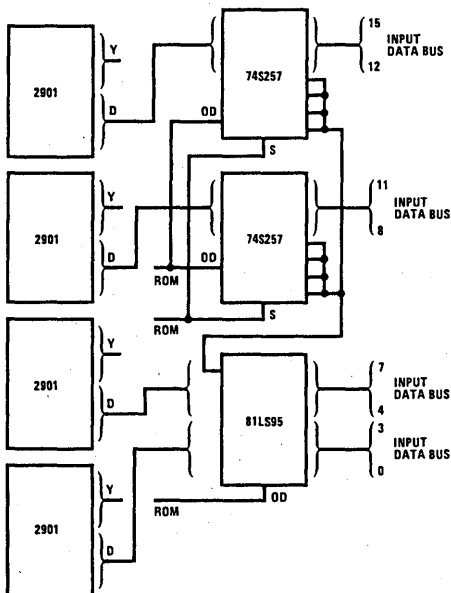 15
INPUT
DATA BUS
12
Y
2901
74S257
D
OD
S
11
INPUT
DATA BUS
8
Y
2901
74S257
D
OD
ROM
S
ROM
Y
2901
D
7
INPUT
DATA BUS
4
81LS95
3
INPUT
DATA BUS
0
Y
ROM
OD
2901
D